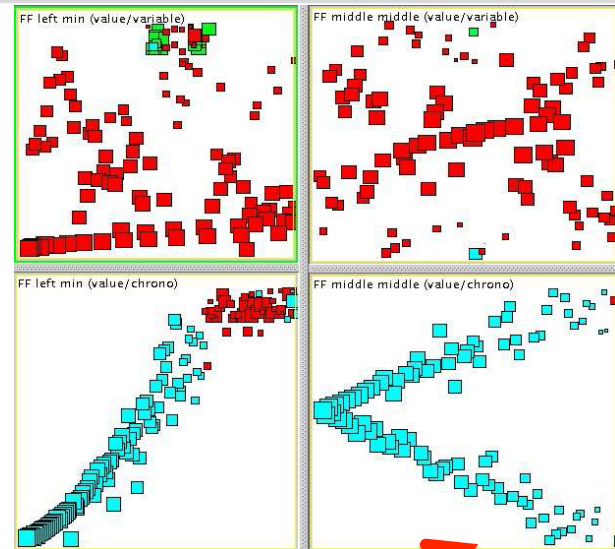 FF left min (value/variable)
FF middle middle (value/variable)
FF left min (value/chrono)
FF middle middle (value/chrono)